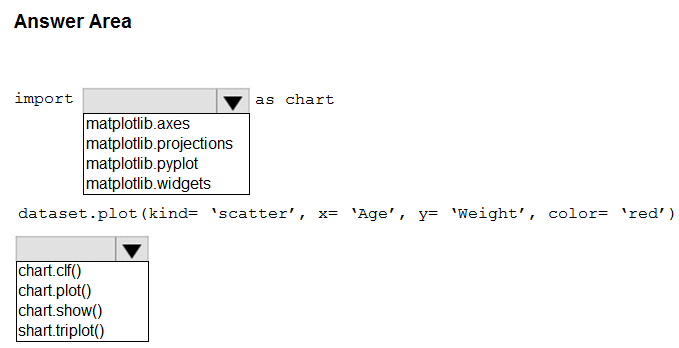 Answer Area
import as chart
matplotlib.axes
matplotlib.projections
matplotlib.pyplot
matplotlib.widgets
dataset.plot(kind= ‘scatter’, x= ‘Age’, y= ‘Weight’, color= ‘red’)
chart.clf()
chart.plot()
chart.show()
shart.triplot()